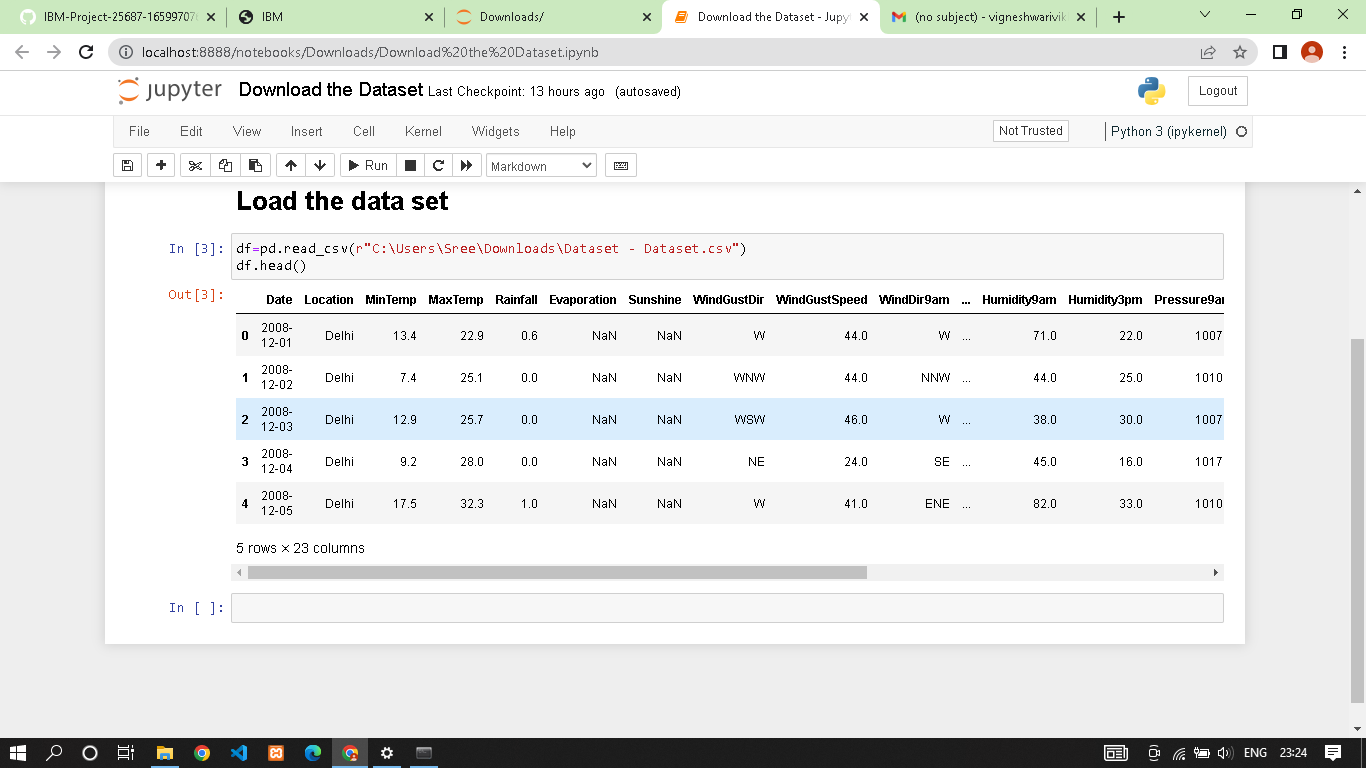 IBM-Project-25687-16599707
IBM
Downloads/
Download the Dataset - Jupyt
(no subject) - vigneshwarivik
localhost:8888/notebooks/Downloads/Download%20the%20Dataset.ipynb
jupyter Download the Dataset Last Checkpoint: 13 hours ago (autosaved)
Logout
File Edit View Insert Cell Kernel Widgets Help
Not Trusted
Python 3 (ipykernel)
Run
Markdown
Load the data set
In [3]: df=pd.read_csv(r"C:\Users\Sree\Downloads\Dataset - Dataset.csv")
df.head()
Out[3]:
Date Location MinTemp MaxTemp Rainfall Evaporation Sunshine WindGustDir WindGustSpeed WindDir9am ... Humidity9am Humidity3pm Pressure9am
0 2008-12-01 Delhi 13.4 22.9 0.6 NaN NaN W 44.0 W ... 71.0 22.0 1007
1 2008-12-02 Delhi 7.4 25.1 0.0 NaN NaN WNW 44.0 NNW ... 44.0 25.0 1010
2 2008-12-03 Delhi 12.9 25.7 0.0 NaN NaN WSW 46.0 W ... 38.0 30.0 1007
3 2008-12-04 Delhi 9.2 28.0 0.0 NaN NaN NE 24.0 SE ... 45.0 16.0 1017
4 2008-12-05 Delhi 17.5 32.3 1.0 NaN NaN W 41.0 ENE ... 82.0 33.0 1010
5 rows × 23 columns
In [ ]:
ENG 23:24